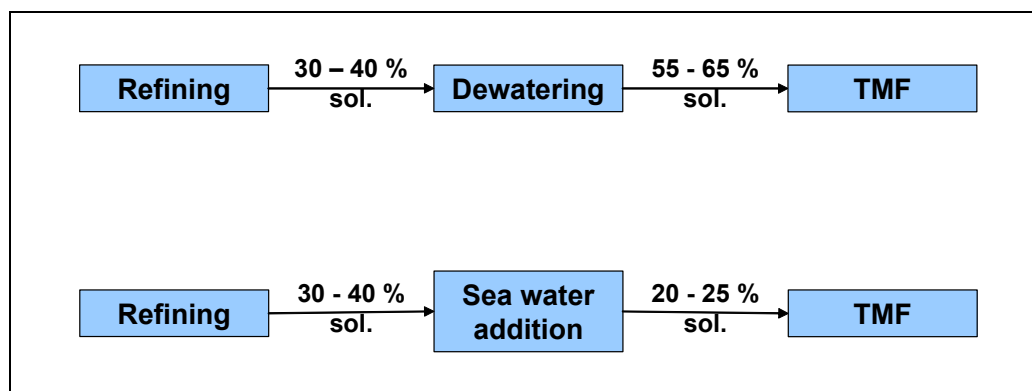 30 – 40 %
55 - 65 %
Refining
Dewatering
TMF
sol.
sol.
30 - 40 %
20 - 25 %
Refining
Sea water
addition
TMF
sol.
sol.